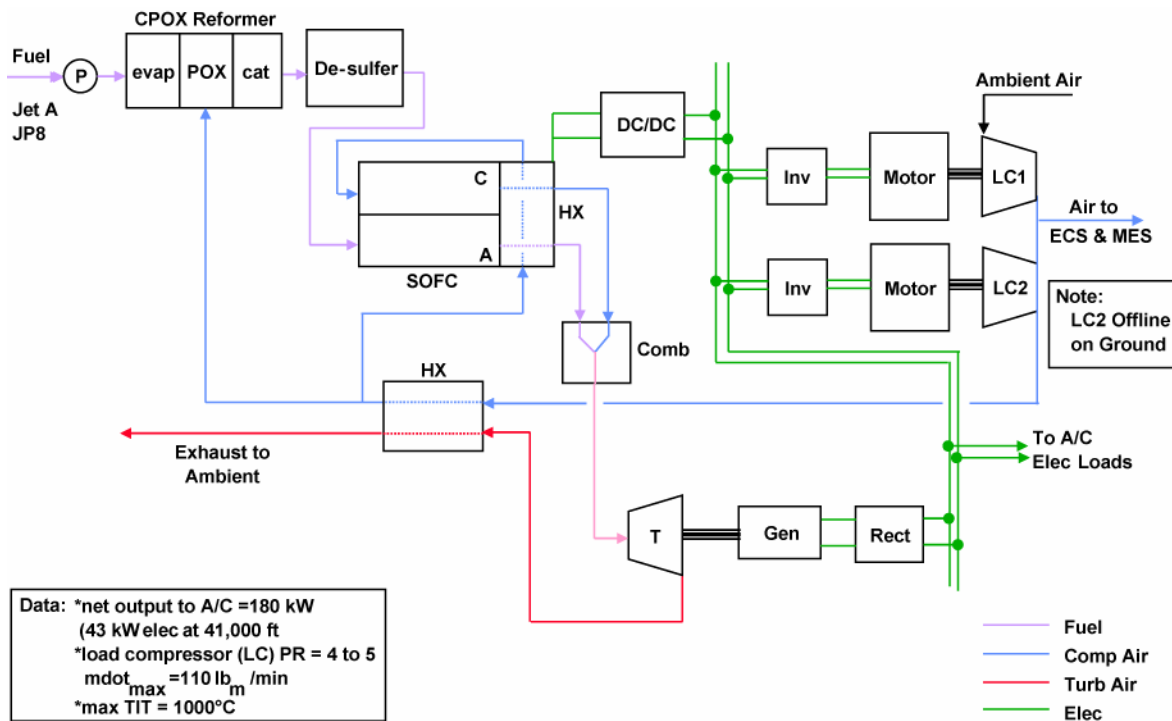 CPOX Reformer
Fuel
P
evap
POX
cat
De-sulfer
Jet A
JP8
Ambient Air
DC/DC
Inv
Motor
LC1
C
HX
Air to
ECS & MES
A
SOFC
Inv
Motor
LC2
Note:
LC2 Offline
on Ground
Comb
HX
Exhaust to
Ambient
To A/C
Elec Loads
T
Gen
Rect
Data: *net output to A/C =180 kW
(43 kW elec at 41,000 ft
*load compressor (LC) PR = 4 to 5
mdot max =110 lbm /min
*max TIT = 1000°C
Fuel
Comp Air
Turb Air
Elec